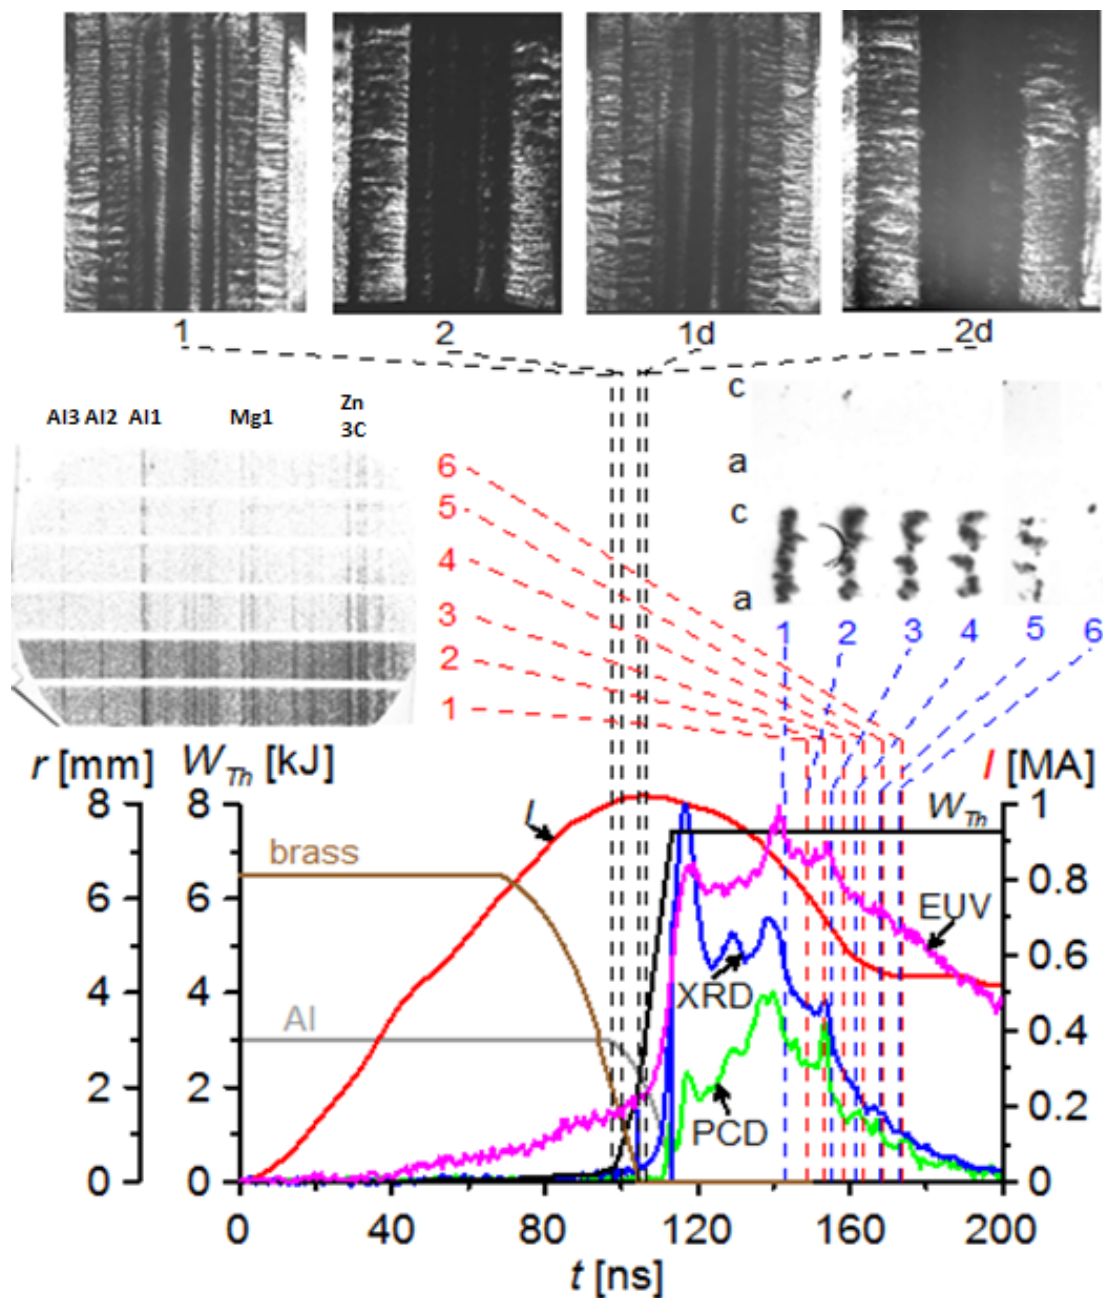 1 2 1d 2d
Al3 Al2 Al1 Mg1 Zn
3C
6
5
4
3
2
1
c
a
c
a
1 2 3 4 5 6
r [mm] W_Th [kJ] I [MA]
8 8 1
I W_Th
brass
6 6 0.8
EUV
0.6
4 4
XRD
Al
0.4
2 2
PCD
0.2
0 0 0
0 40 80 120 160 200
t [ns]